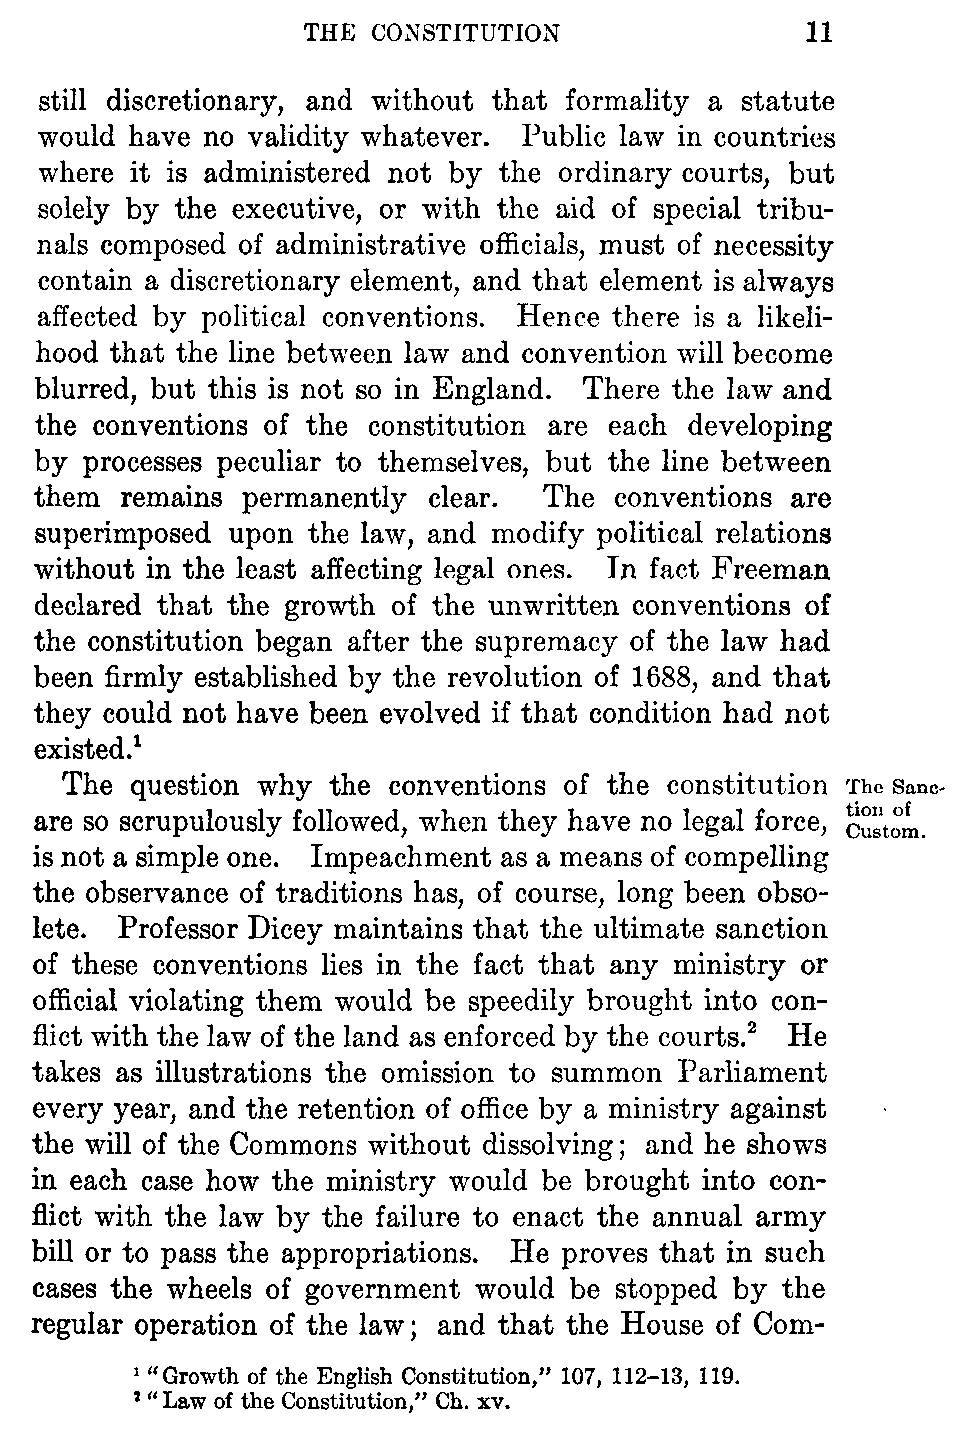 THE CONSTITUTION 11
still discretionary, and without that formality a statute
would have no validity whatever. Public law in countries
where it is administered not by the ordinary courts, but
solely by the executive, or with the aid of special tribu-
nals composed of administrative officials, must of necessity
contain a discretionary element, and that element is always
affected by political conventions. Hence there is a likeli-
hood that the line between law and convention will become
blurred, but this is not so in England. There the law and
the conventions of the constitution are each developing
by processes peculiar to themselves, but the line between
them remains permanently clear. The conventions are
superimposed upon the law, and modify political relations
without in the least affecting legal ones. In fact Freeman
declared that the growth of the unwritten conventions of
the constitution began after the supremacy of the law had
been firmly established by the revolution of 1688, and that
they could not have been evolved if that condition had not
existed.¹
The question why the conventions of the constitution
are so scrupulously followed, when they have no legal force,
is not a simple one. Impeachment as a means of compelling
the observance of traditions has, of course, long been obso-
lete. Professor Dicey maintains that the ultimate sanction
of these conventions lies in the fact that any ministry or
official violating them would be speedily brought into con-
flict with the law of the land as enforced by the courts.² He
takes as illustrations the omission to summon Parliament
every year, and the retention of office by a ministry against
the will of the Commons without dissolving; and he shows
in each case how the ministry would be brought into con-
flict with the law by the failure to enact the annual army
bill or to pass the appropriations. He proves that in such
cases the wheels of government would be stopped by the
regular operation of the law; and that the House of Com-
The Sanc-
tion of
Custom.
¹ "Growth of the English Constitution," 107, 112–13, 119.
² "Law of the Constitution," Ch. xv.